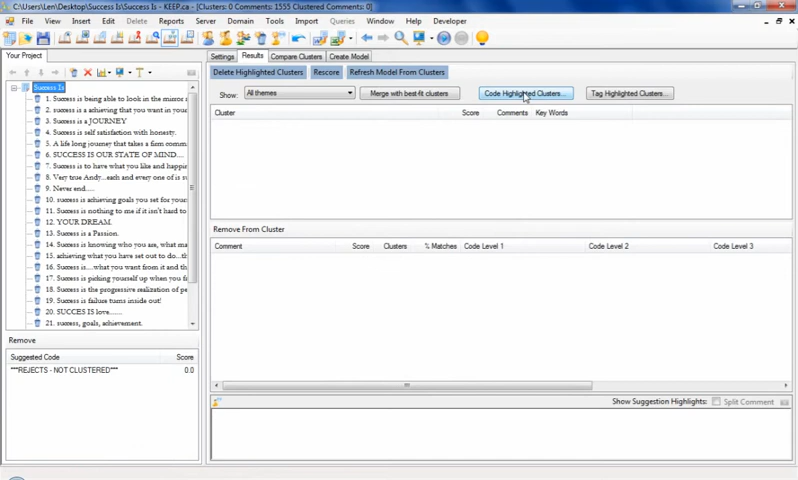 C:\Users\Len\Desktop\Success Is\Success Is - KEEP.ca - [Clusters: 0 Comments: 1555 Clustered Comments: 0]
File View Insert Edit Delete Reports Server Domain Tools Import Queries Window Help Developer
Your Project
Settings Results Compare Clusters Create Model
Delete Highlighted Clusters Rescore Refresh Model From Clusters
Show: All themes Merge with best-fit clusters Code Highlighted Clusters... Tag Highlighted Clusters...
Cluster Score Comments Key Words
Success Is
1. Success is being able to look in the mirror
2. success is a achieving that you want in your
3. Success is a JOURNEY
4. Success is self satisfaction with honesty.
5. A life long journey that takes a firm comm
6. SUCCESS IS OUR STATE OF MIND....
7. Success is to have what you like and happi
8. Very true Andy...each and every one of is s
9. Never end.....
10. success is achieving goals you set for yours
11. Success is nothing to me if it isn't hard to
12. YOUR DREAM.
13. Success is a Passion.
14. Success is knowing who you are, what ma
15. achieving what you have set out to do...the
16. Success is....what you want from it and th
17. Success is picking yourself up when you f
18. Success is the progressive realization of pe
19. Success is failure turns inside out!
20. SUCCES IS love.......
21. success, goals, achievement.
Remove From Cluster
Comment Score Clusters % Matches Code Level 1 Code Level 2 Code Level 3
Remove
Suggested Code Score
***REJECTS - NOT CLUSTERED*** 0.0
Show Suggestion Highlights: Split Comment